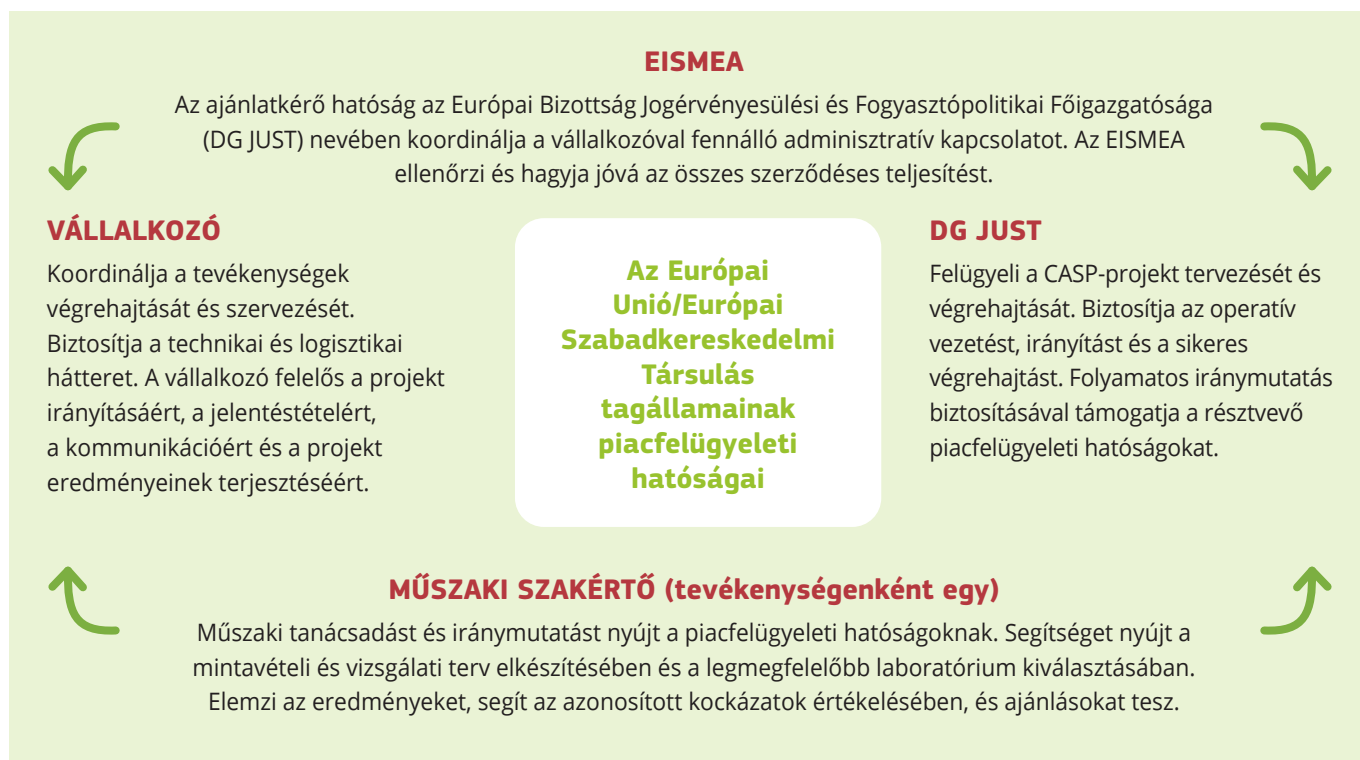 EISMEA
Az ajánlatkérő hatóság az Európai Bizottság Jogérvényesülési és Fogyasztópolitikai Főigazgatósága
(DG JUST) nevében koordinálja a vállalkozóval fennálló adminisztratív kapcsolatot. Az EISMEA
ellenőrzi és hagyja jóvá az összes szerződéses teljesítést.
VÁLLALKOZÓ
Koordinálja a tevékenységek
végrehajtását és szervezését.
Biztosítja a technikai és logisztikai
hátteret. A vállalkozó felelős a projekt
irányításáért, a jelentéstételért,
a kommunikációért és a projekt
eredményeinek terjesztéséért.
Az Európai
Unió/Európai
Szabadkereskedelmi
Társulás
tagállamainak
piacfelügyeleti
hatóságai
DG JUST
Felügyeli a CASP-projekt tervezését és
végrehajtását. Biztosítja az operatív
vezetést, irányítást és a sikeres
végrehajtást. Folyamatos iránymutatás
biztosításával támogatja a résztvevő
piacfelügyeleti hatóságokat.
MŰSZAKI SZAKÉRTŐ (tevékenységenként egy)
Műszaki tanácsadást és iránymutatást nyújt a piacfelügyeleti hatóságoknak. Segítséget nyújt a
mintavételi és vizsgálati terv elkészítésében és a legmegfelelőbb laboratórium kiválasztásában.
Elemzi az eredményeket, segít az azonosított kockázatok értékelésében, és ajánlásokat tesz.